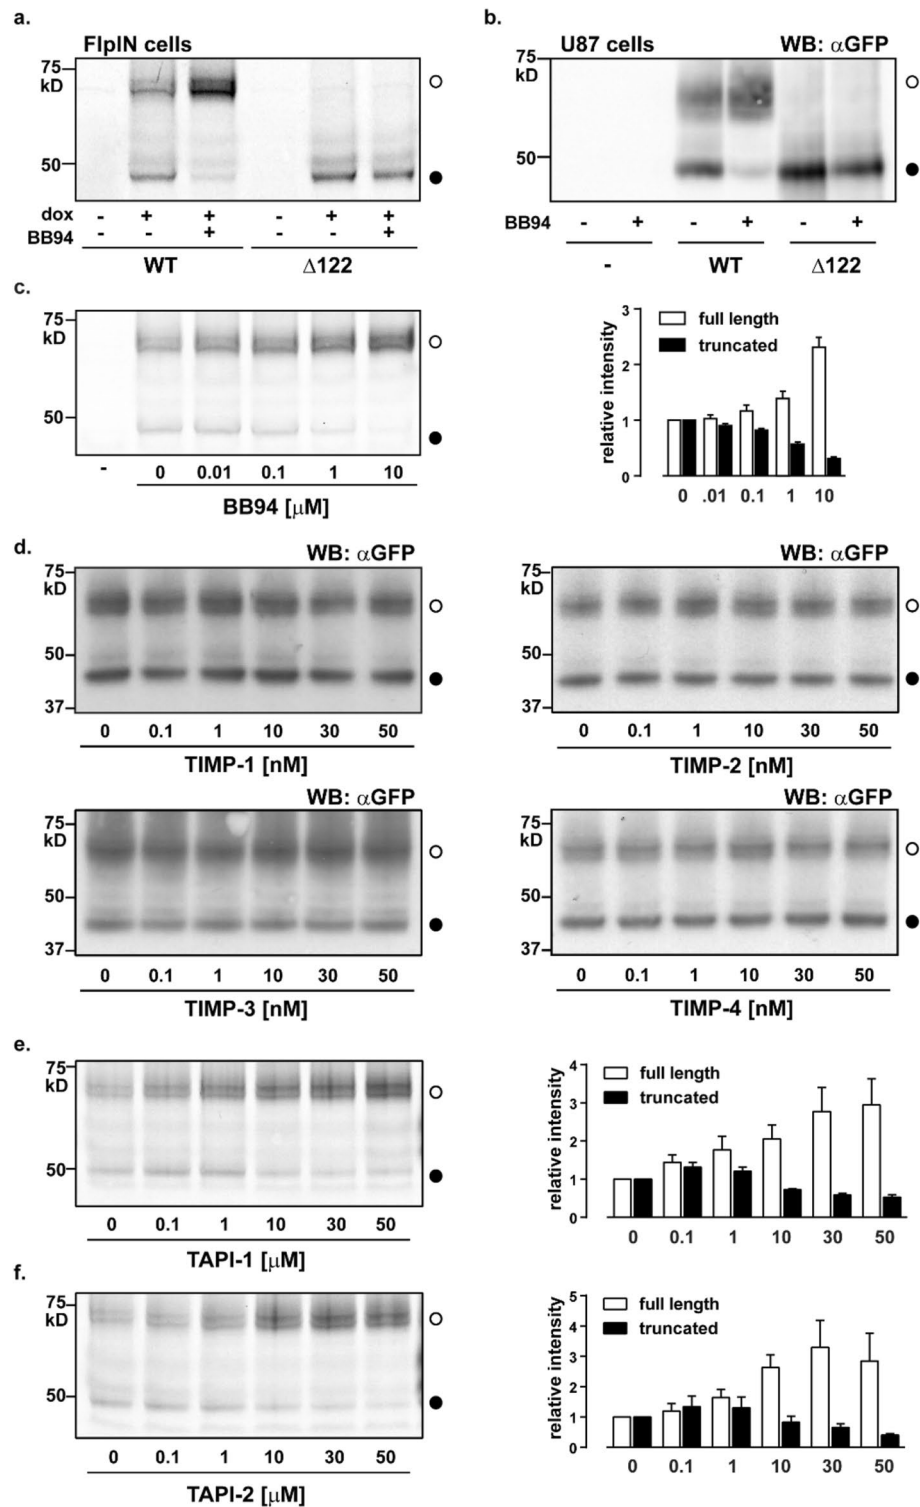 a.
FlpIN cells
75
kD
50
dox - + + - + +
BB94 - - + - - +
WT Δ122
b.
U87 cells WB: αGFP
75
kD
50
BB94 - + - + - +
- WT Δ122
c.
75
kD
50
- 0 0.01 0.1 1 10
BB94 [μM]
relative intensity
3
2
1
0
full length
truncated
0 .01 0.1 1 10
d.
WB: αGFP
75
kD
50
37
0 0.1 1 10 30 50
TIMP-1 [nM]
WB: αGFP
75
kD
50
37
0 0.1 1 10 30 50
TIMP-2 [nM]
WB: αGFP
75
kD
50
37
0 0.1 1 10 30 50
TIMP-3 [nM]
WB: αGFP
75
kD
50
37
0 0.1 1 10 30 50
TIMP-4 [nM]
e.
75
kD
50
0 0.1 1 10 30 50
TAPI-1 [μM]
relative intensity
4
3
2
1
0
full length
truncated
0 0.1 1 10 30 50
f.
75
kD
50
0 0.1 1 10 30 50
TAPI-2 [μM]
relative intensity
5
4
3
2
1
0
full length
truncated
0 0.1 1 10 30 50